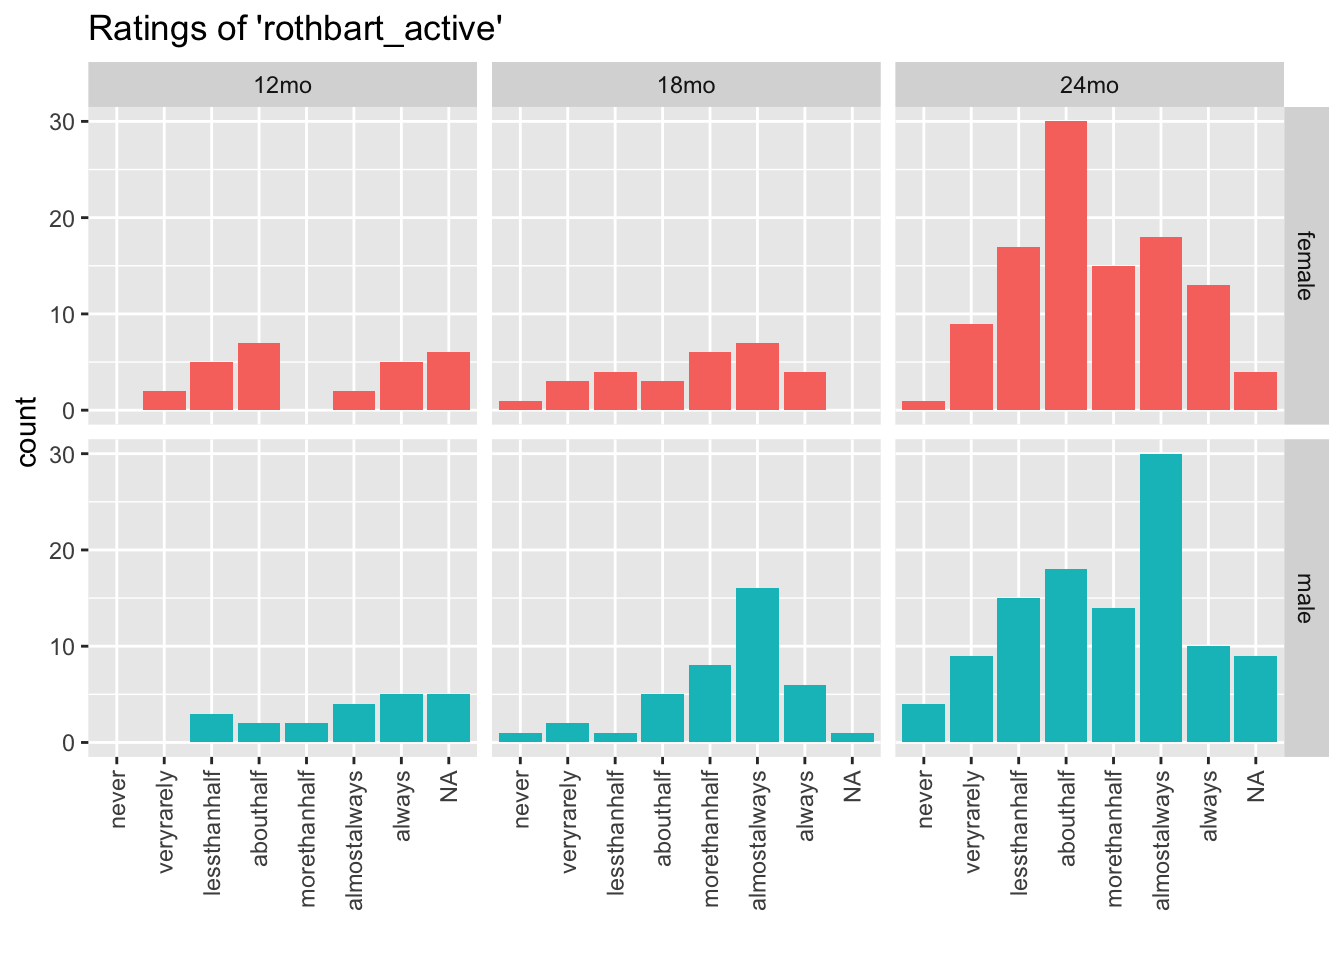 Ratings of 'rothbart_active'
12mo 18mo 24mo
30
20
10
0
female
count
30
20
10
0
male
never veryrarely lessthanhalf abouthalf morethanhalf almostalways always NA never veryrarely lessthanhalf abouthalf morethanhalf almostalways always NA never veryrarely lessthanhalf abouthalf morethanhalf almostalways always NA